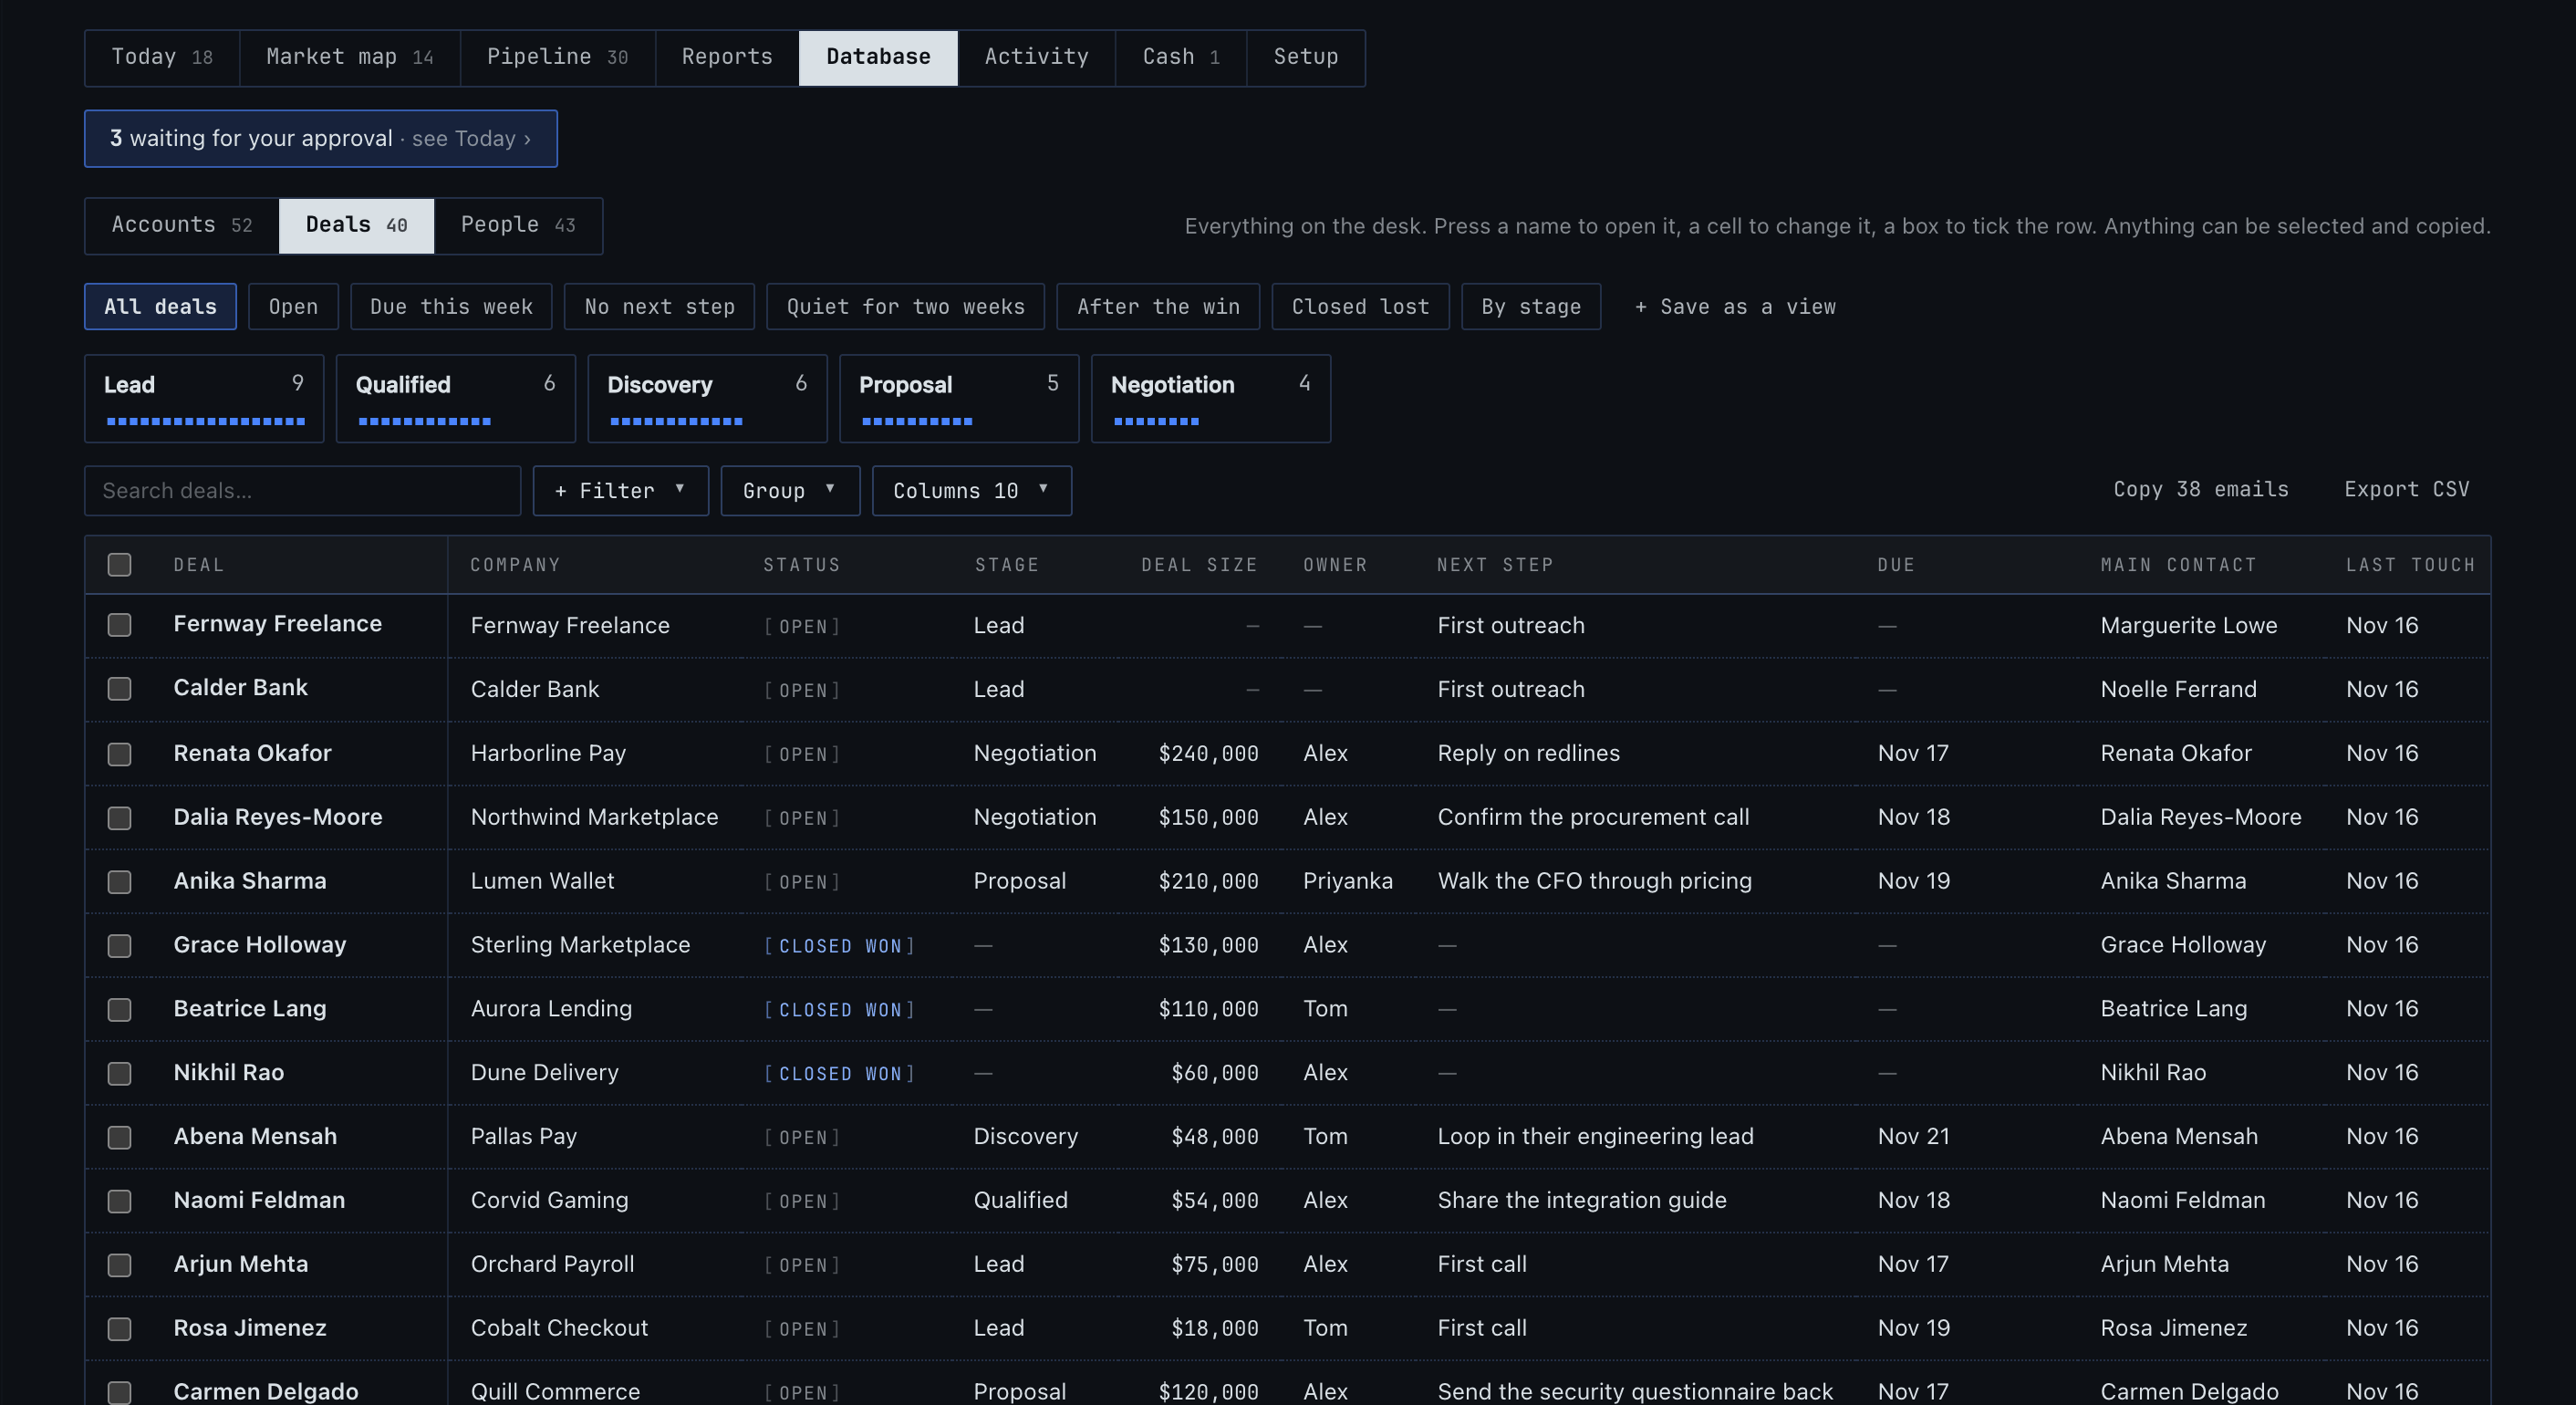 Today 18 Market map 14 Pipeline 30 Reports Database Activity Cash 1 Setup
3 waiting for your approval · see Today ›
Accounts 52 Deals 40 People 43 Everything on the desk. Press a name to open it, a cell to change it, a box to tick the row. Anything can be selected and copied.
All deals Open Due this week No next step Quiet for two weeks After the win Closed lost By stage + Save as a view
Lead 9 Qualified 6 Discovery 6 Proposal 5 Negotiation 4
Search deals... + Filter ▼ Group ▼ Columns 10 ▼ Copy 38 emails Export CSV
DEAL COMPANY STATUS STAGE DEAL SIZE OWNER NEXT STEP DUE MAIN CONTACT LAST TOUCH
Fernway Freelance Fernway Freelance [OPEN] Lead — — First outreach — Marguerite Lowe Nov 16
Calder Bank Calder Bank [OPEN] Lead — — First outreach — Noelle Ferrand Nov 16
Renata Okafor Harborline Pay [OPEN] Negotiation $240,000 Alex Reply on redlines Nov 17 Renata Okafor Nov 16
Dalia Reyes-Moore Northwind Marketplace [OPEN] Negotiation $150,000 Alex Confirm the procurement call Nov 18 Dalia Reyes-Moore Nov 16
Anika Sharma Lumen Wallet [OPEN] Proposal $210,000 Priyanka Walk the CFO through pricing Nov 19 Anika Sharma Nov 16
Grace Holloway Sterling Marketplace [CLOSED WON] — $130,000 Alex — — Grace Holloway Nov 16
Beatrice Lang Aurora Lending [CLOSED WON] — $110,000 Tom — — Beatrice Lang Nov 16
Nikhil Rao Dune Delivery [CLOSED WON] — $60,000 Alex — — Nikhil Rao Nov 16
Abena Mensah Pallas Pay [OPEN] Discovery $48,000 Tom Loop in their engineering lead Nov 21 Abena Mensah Nov 16
Naomi Feldman Corvid Gaming [OPEN] Qualified $54,000 Alex Share the integration guide Nov 18 Naomi Feldman Nov 16
Arjun Mehta Orchard Payroll [OPEN] Lead $75,000 Alex First call Nov 17 Arjun Mehta Nov 16
Rosa Jimenez Cobalt Checkout [OPEN] Lead $18,000 Tom First call Nov 19 Rosa Jimenez Nov 16
Carmen Delgado Quill Commerce [OPEN] Proposal $120,000 Alex Send the security questionnaire back Nov 17 Carmen Delgado Nov 16